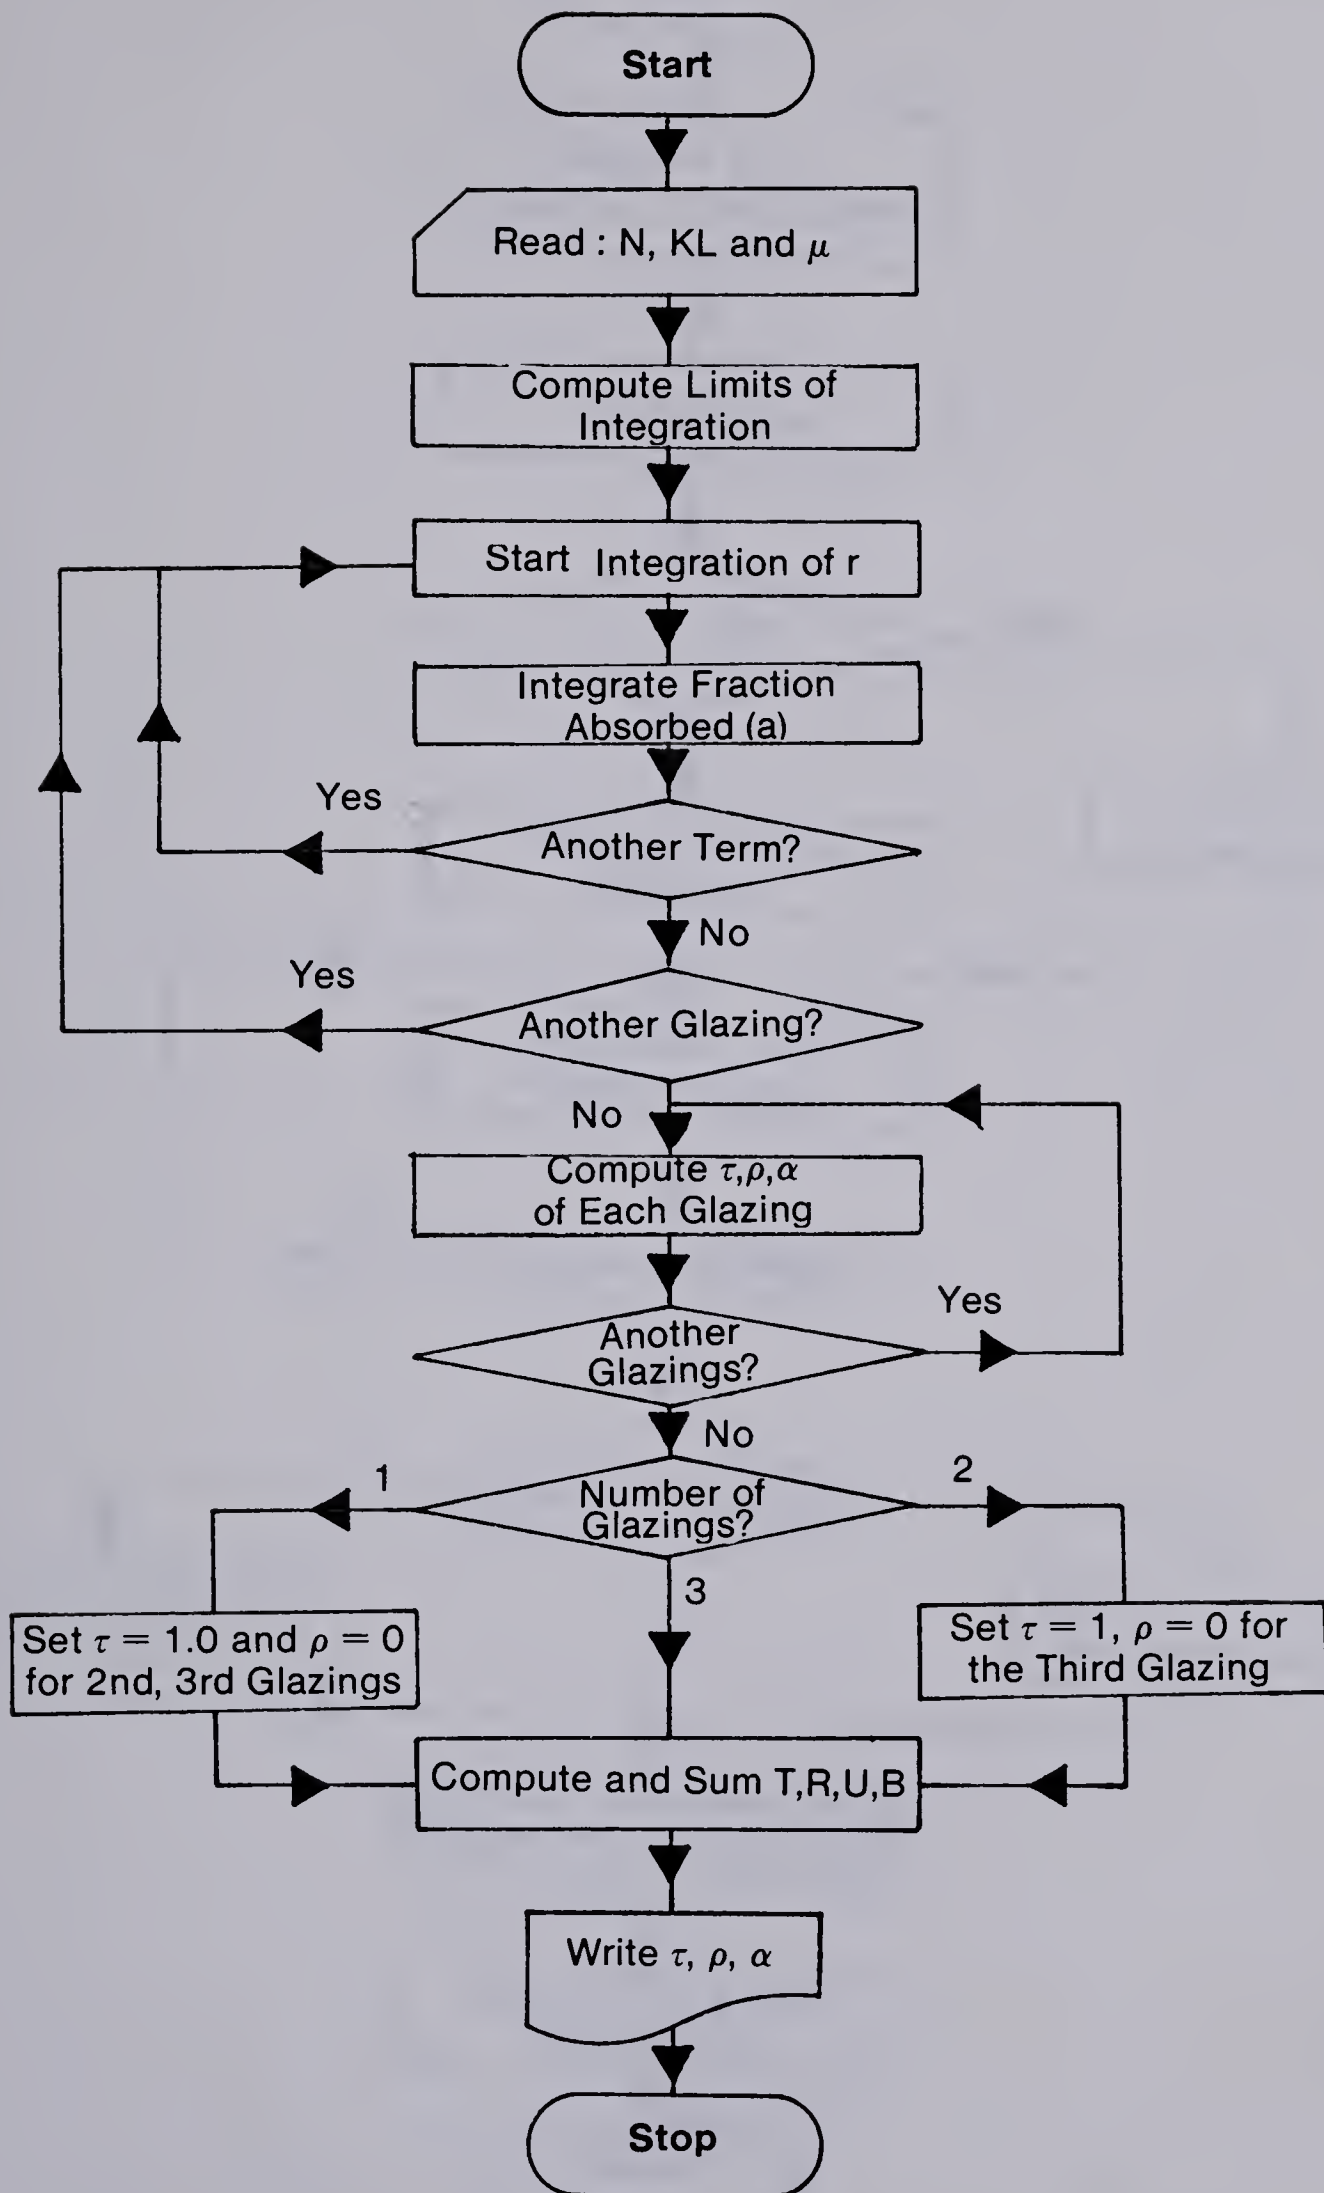 Start
Read : N, KL and μ
Compute Limits of
Integration
Start Integration of r
Integrate Fraction
Absorbed (a)
Yes
Another Term?
No
Yes
Another Glazing?
No
Compute τ,ρ,α
of Each Glazing
Yes
Another
Glazings?
No
1
2
Number of
Glazings?
3
Set τ = 1.0 and ρ = 0
for 2nd, 3rd Glazings
Set τ = 1, ρ = 0 for
the Third Glazing
Compute and Sum T,R,U,B
Write τ, ρ, α
Stop